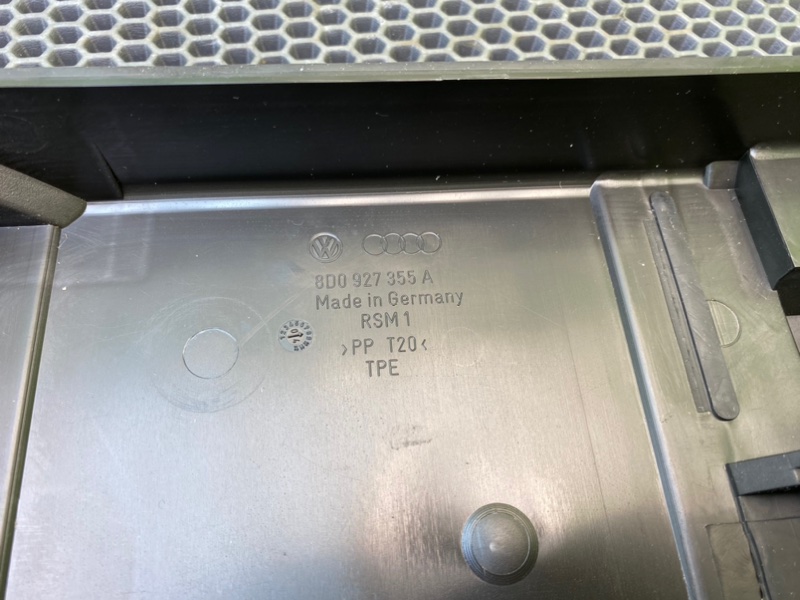 8D0 927 355 A
Made in Germany
RSM 1
>PP T20<
TPE